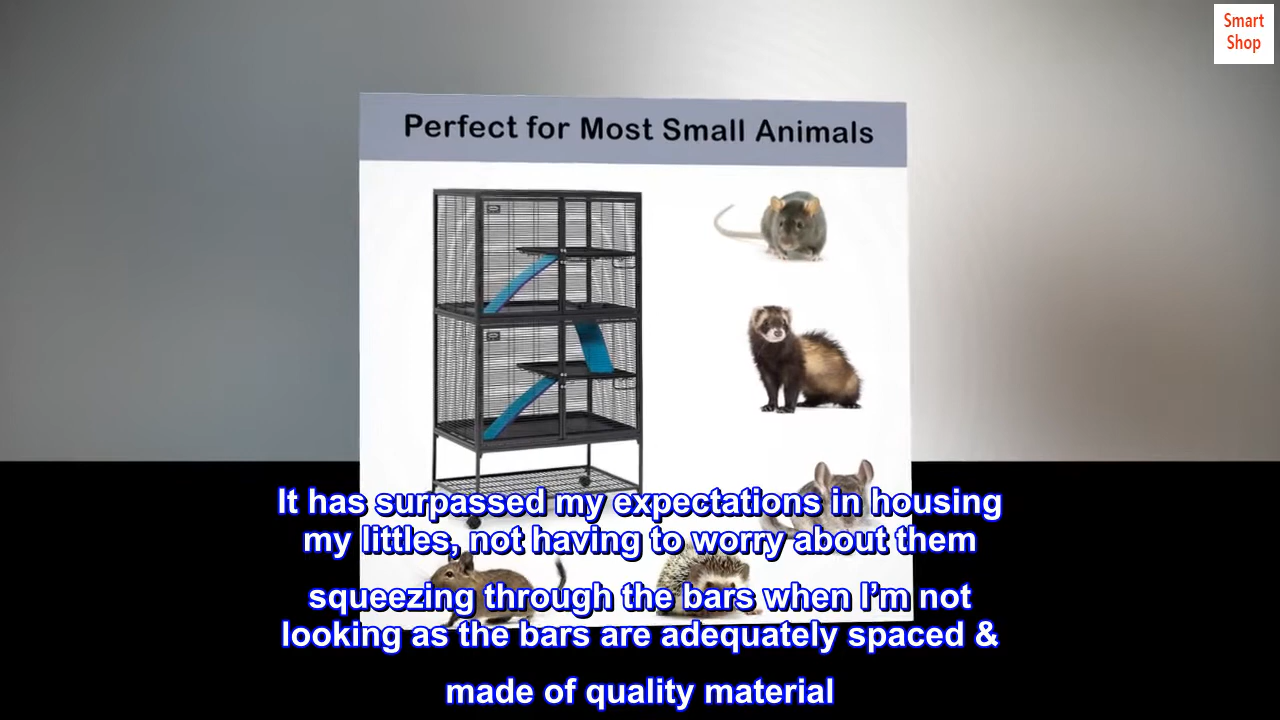 Smart
Shop
Perfect for Most Small Animals
It has surpassed my expectations in housing
my littles, not having to worry about them
squeezing through the bars when I’m not
looking as the bars are adequately spaced &
made of quality material